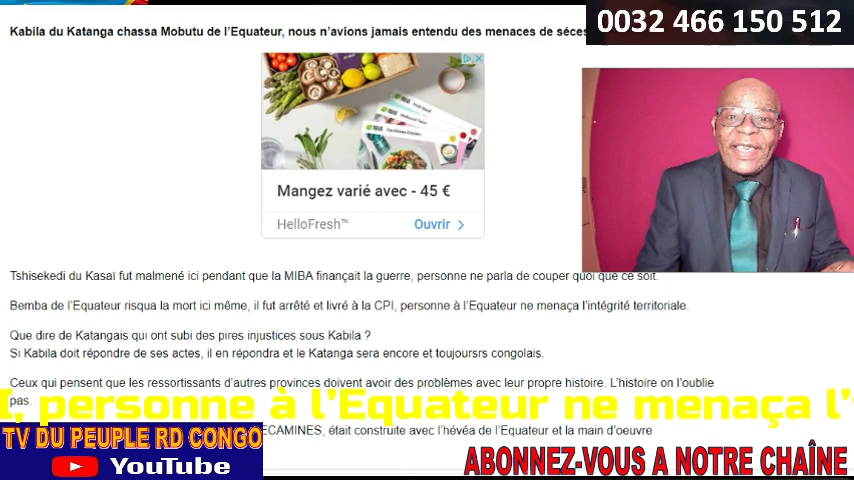 0032 466 150 512
Kabila du Katanga chassa Mobutu de l'Equateur, nous n'avions jamais entendu des menaces de séces
Mangez varié avec - 45 €
HelloFresh™
Ouvrir >
Tshisekedi du Kasaï fut malmené ici pendant que la MIBA finançait la guerre, personne ne parla de couper quoi que ce soit.
Bemba de l'Equateur risqua la mort ici même, il fut arrêté et livré à la CPI, personne à l'Equateur ne menaça l'intégrité territoriale.
Que dire de Katangais qui ont subi des pires injustices sous Kabila ?
Si Kabila doit répondre de ses actes, il en répondra et le Katanga sera encore et toujoursrs congolais.
Ceux qui pensent que les ressortissants d'autres provinces doivent avoir des problèmes avec leur propre histoire. L'histoire on l'oublie
pas.
I, personne à l'Equateur ne menaça l'
ECAMINES, était construite avec l'hévéa de l'Equateur et la main d'oeuvre
TV DU PEUPLE RD CONGO
YouTube
ABONNEZ-VOUS A NOTRE CHAÎNE